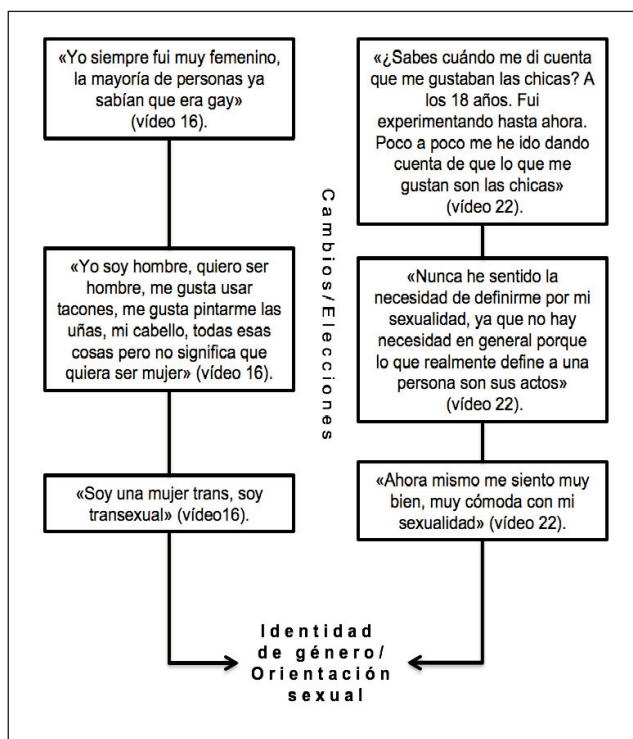 «Yo siempre fui muy femenino,
la mayoría de personas ya
sabían que era gay»
(vídeo 16).
«Yo soy hombre, quiero ser
hombre, me gusta usar
tacones, me gusta pintarme las
uñas, mi cabello, todas esas
cosas pero no significa que
quiera ser mujer» (vídeo 16).
«Soy una mujer trans, soy
transexual» (vídeo16).
Cambios/Elecciones
«¿Sabes cuándo me di cuenta
que me gustaban las chicas? A
los 18 años. Fui
experimentando hasta ahora.
Poco a poco me he ido dando
cuenta de que lo que me
gustan son las chicas»
(vídeo 22).
«Nunca he sentido la
necesidad de definirme por mi
sexualidad, ya que no hay
necesidad en general porque
lo que realmente define a una
persona son sus actos»
(vídeo 22).
«Ahora mismo me siento muy
bien, muy cómoda con mi
sexualidad» (vídeo 22).
Identidad
de género/
Orientación
sexual